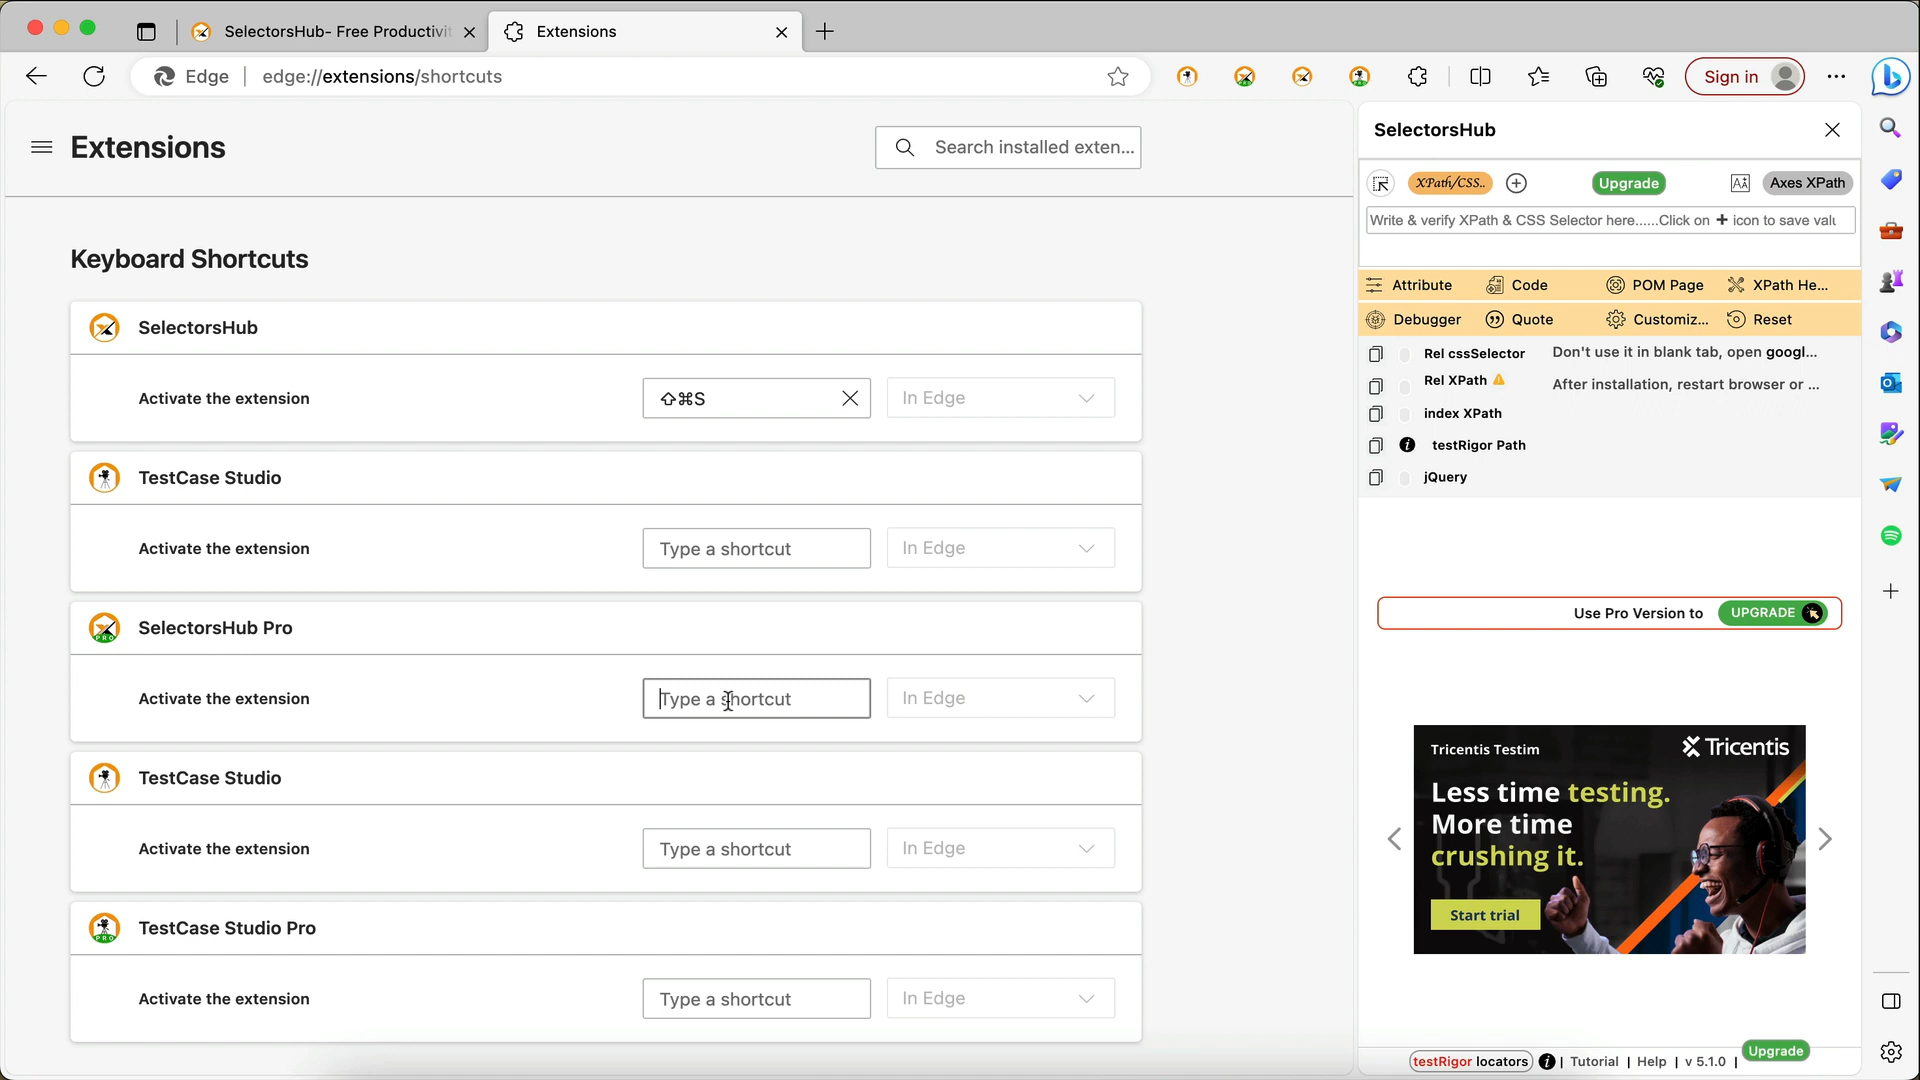 SelectorsHub- Free Productivit
Extensions
Edge
edge://extensions/shortcuts
Sign in
Extensions
Search installed exten...
Keyboard Shortcuts
SelectorsHub
Activate the extension
⇧⌘S
In Edge
TestCase Studio
Activate the extension
Type a shortcut
In Edge
SelectorsHub Pro
Activate the extension
Type a shortcut
In Edge
TestCase Studio
Activate the extension
Type a shortcut
In Edge
TestCase Studio Pro
Activate the extension
Type a shortcut
In Edge
SelectorsHub
XPath/CSS..
Upgrade
Axes XPath
Write & verify XPath & CSS Selector here......Click on + icon to save valu
Attribute
Code
POM Page
XPath He...
Debugger
Quote
Customiz...
Reset
Rel cssSelector
Don't use it in blank tab, open googl...
Rel XPath
After installation, restart browser or ...
index XPath
testRigor Path
jQuery
Use Pro Version to
UPGRADE
Tricentis Testim
Tricentis
Less time testing.
More time
crushing it.
Start trial
testRigor locators | Tutorial | Help | v 5.1.0 |
Upgrade